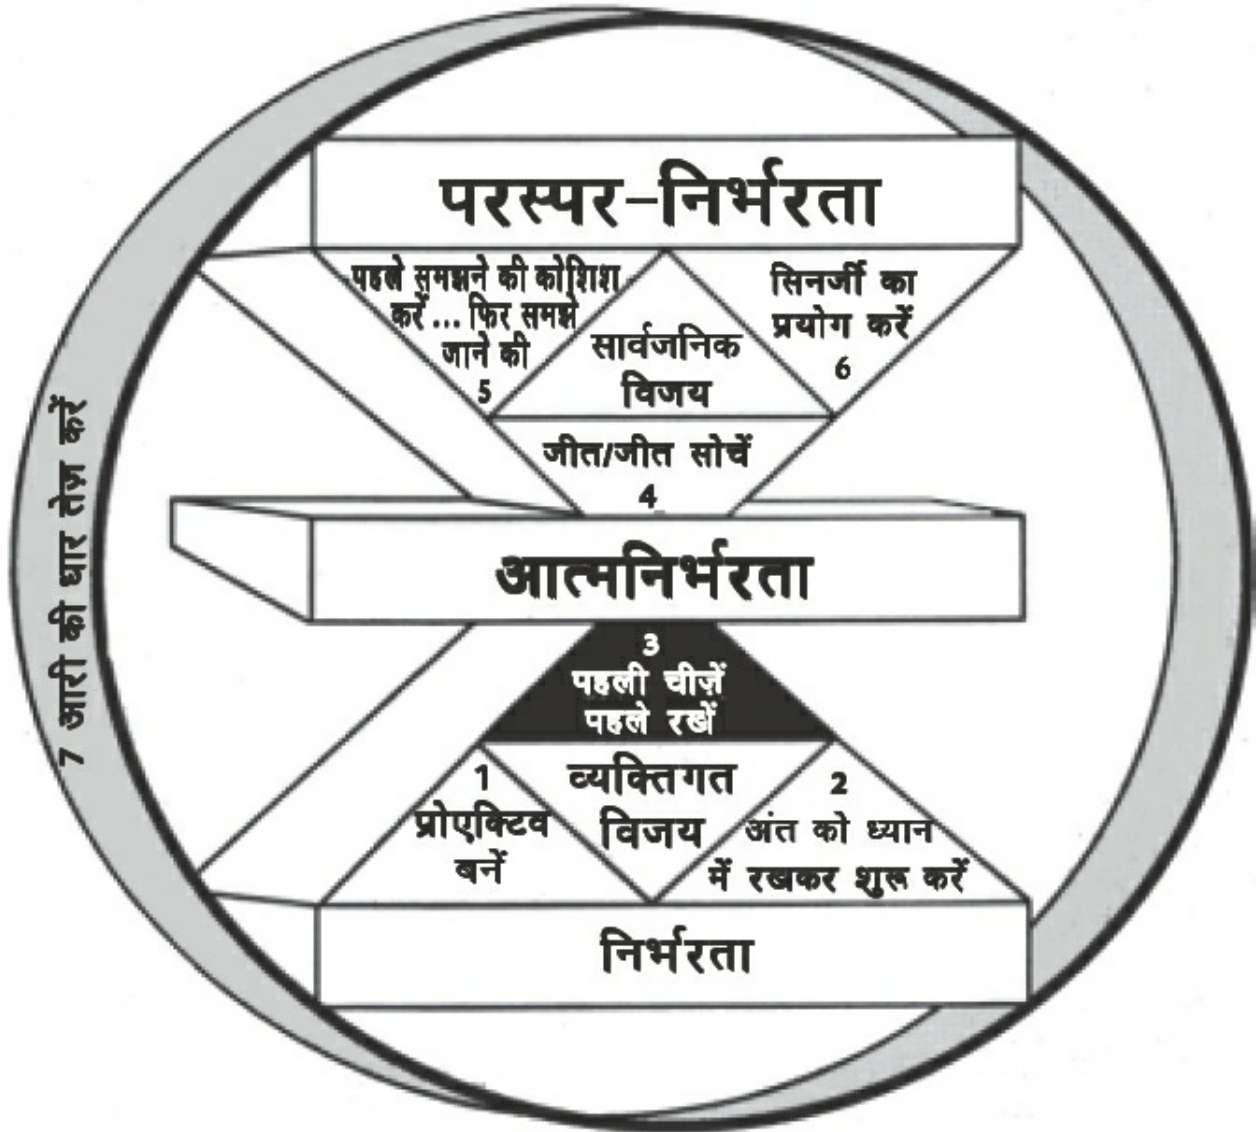 परस्पर-निर्भरता
पहले समझने की कोशिश
करें... फिर समझे
जाने की
5
सार्वजनिक
विजय
सिनर्जी का
प्रयोग करें
6
जीत/जीत सोचें
4
7 आरी की धार तेज़ करें
आत्मनिर्भरता
3
पहली चीज़ें
पहले रखें
1
प्रोएक्टिव
बनें
व्यक्तिगत
विजय
2
अंत को ध्यान
में रखकर शुरू करें
निर्भरता